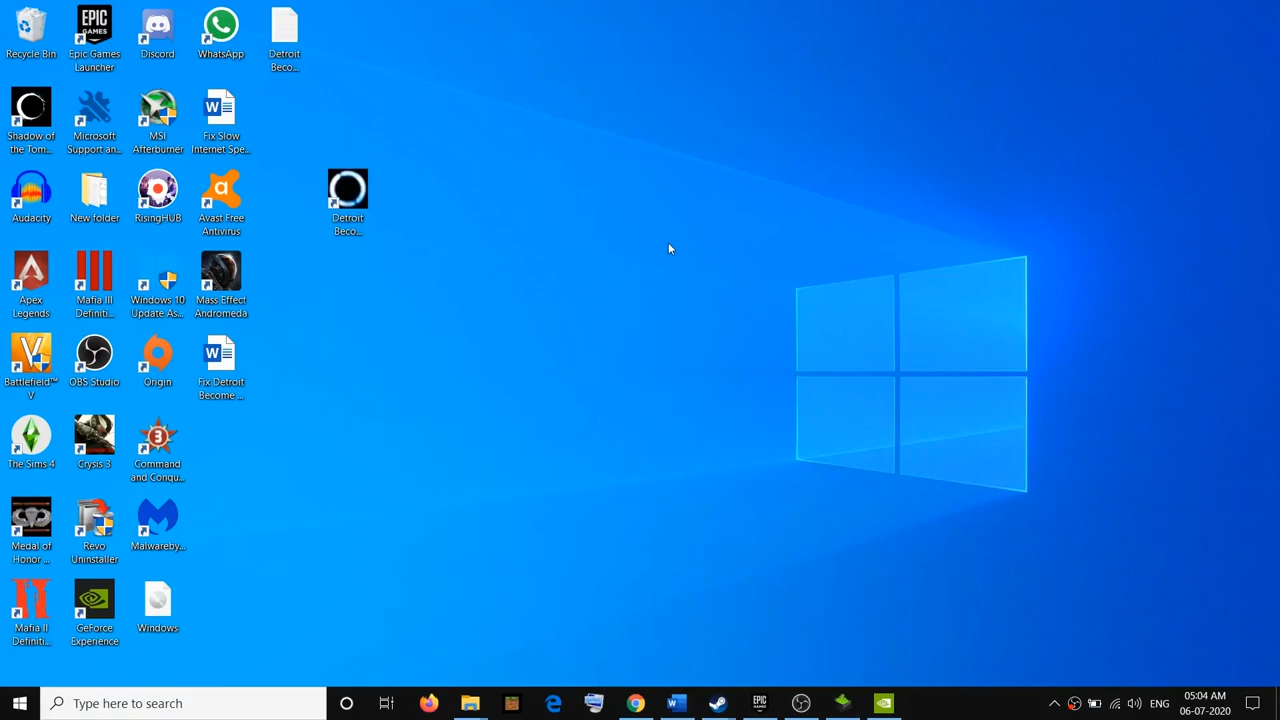 EPIC
GAMES
Recycle Bin
Epic Games
Launcher
Discord
WhatsApp
Detroit
Beco...
Shadow of
the Tom...
Microsoft
Support an...
MSI
Afterburner
W
Fix Slow
Internet Spe...
Audacity
New folder
RisingHUB
a
Avast Free
Antivirus
Detroit
Beco...
Apex
Legends
Mafia III
Definiti...
Windows 10
Update As...
Mass Effect
Andromeda
V
Battlefield™
V
OBS Studio
Origin
W
Fix Detroit
Become ...
The Sims 4
Crysis 3
3
Command
and Conqu...
Medal of
Honor ...
Revo
Uninstaller
Malwareby...
Mafia II
Definiti...
GeForce
Experience
Windows
Type here to search
W
EPIC
GAMES
ENG
05:04 AM
06-07-2020